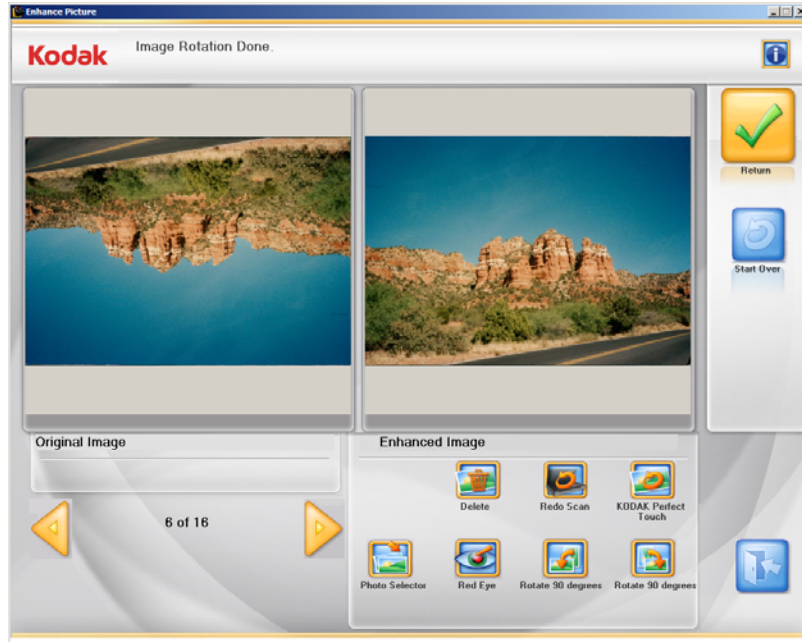 Enhance Picture
Kodak
Image Rotation Done.
Return
Start Over
Original Image
Enhanced Image
Delete
Redo Scan
KODAK Perfect
Touch
6 of 16
Photo Selector
Red Eye
Rotate 90 degrees
Rotate 90 degrees